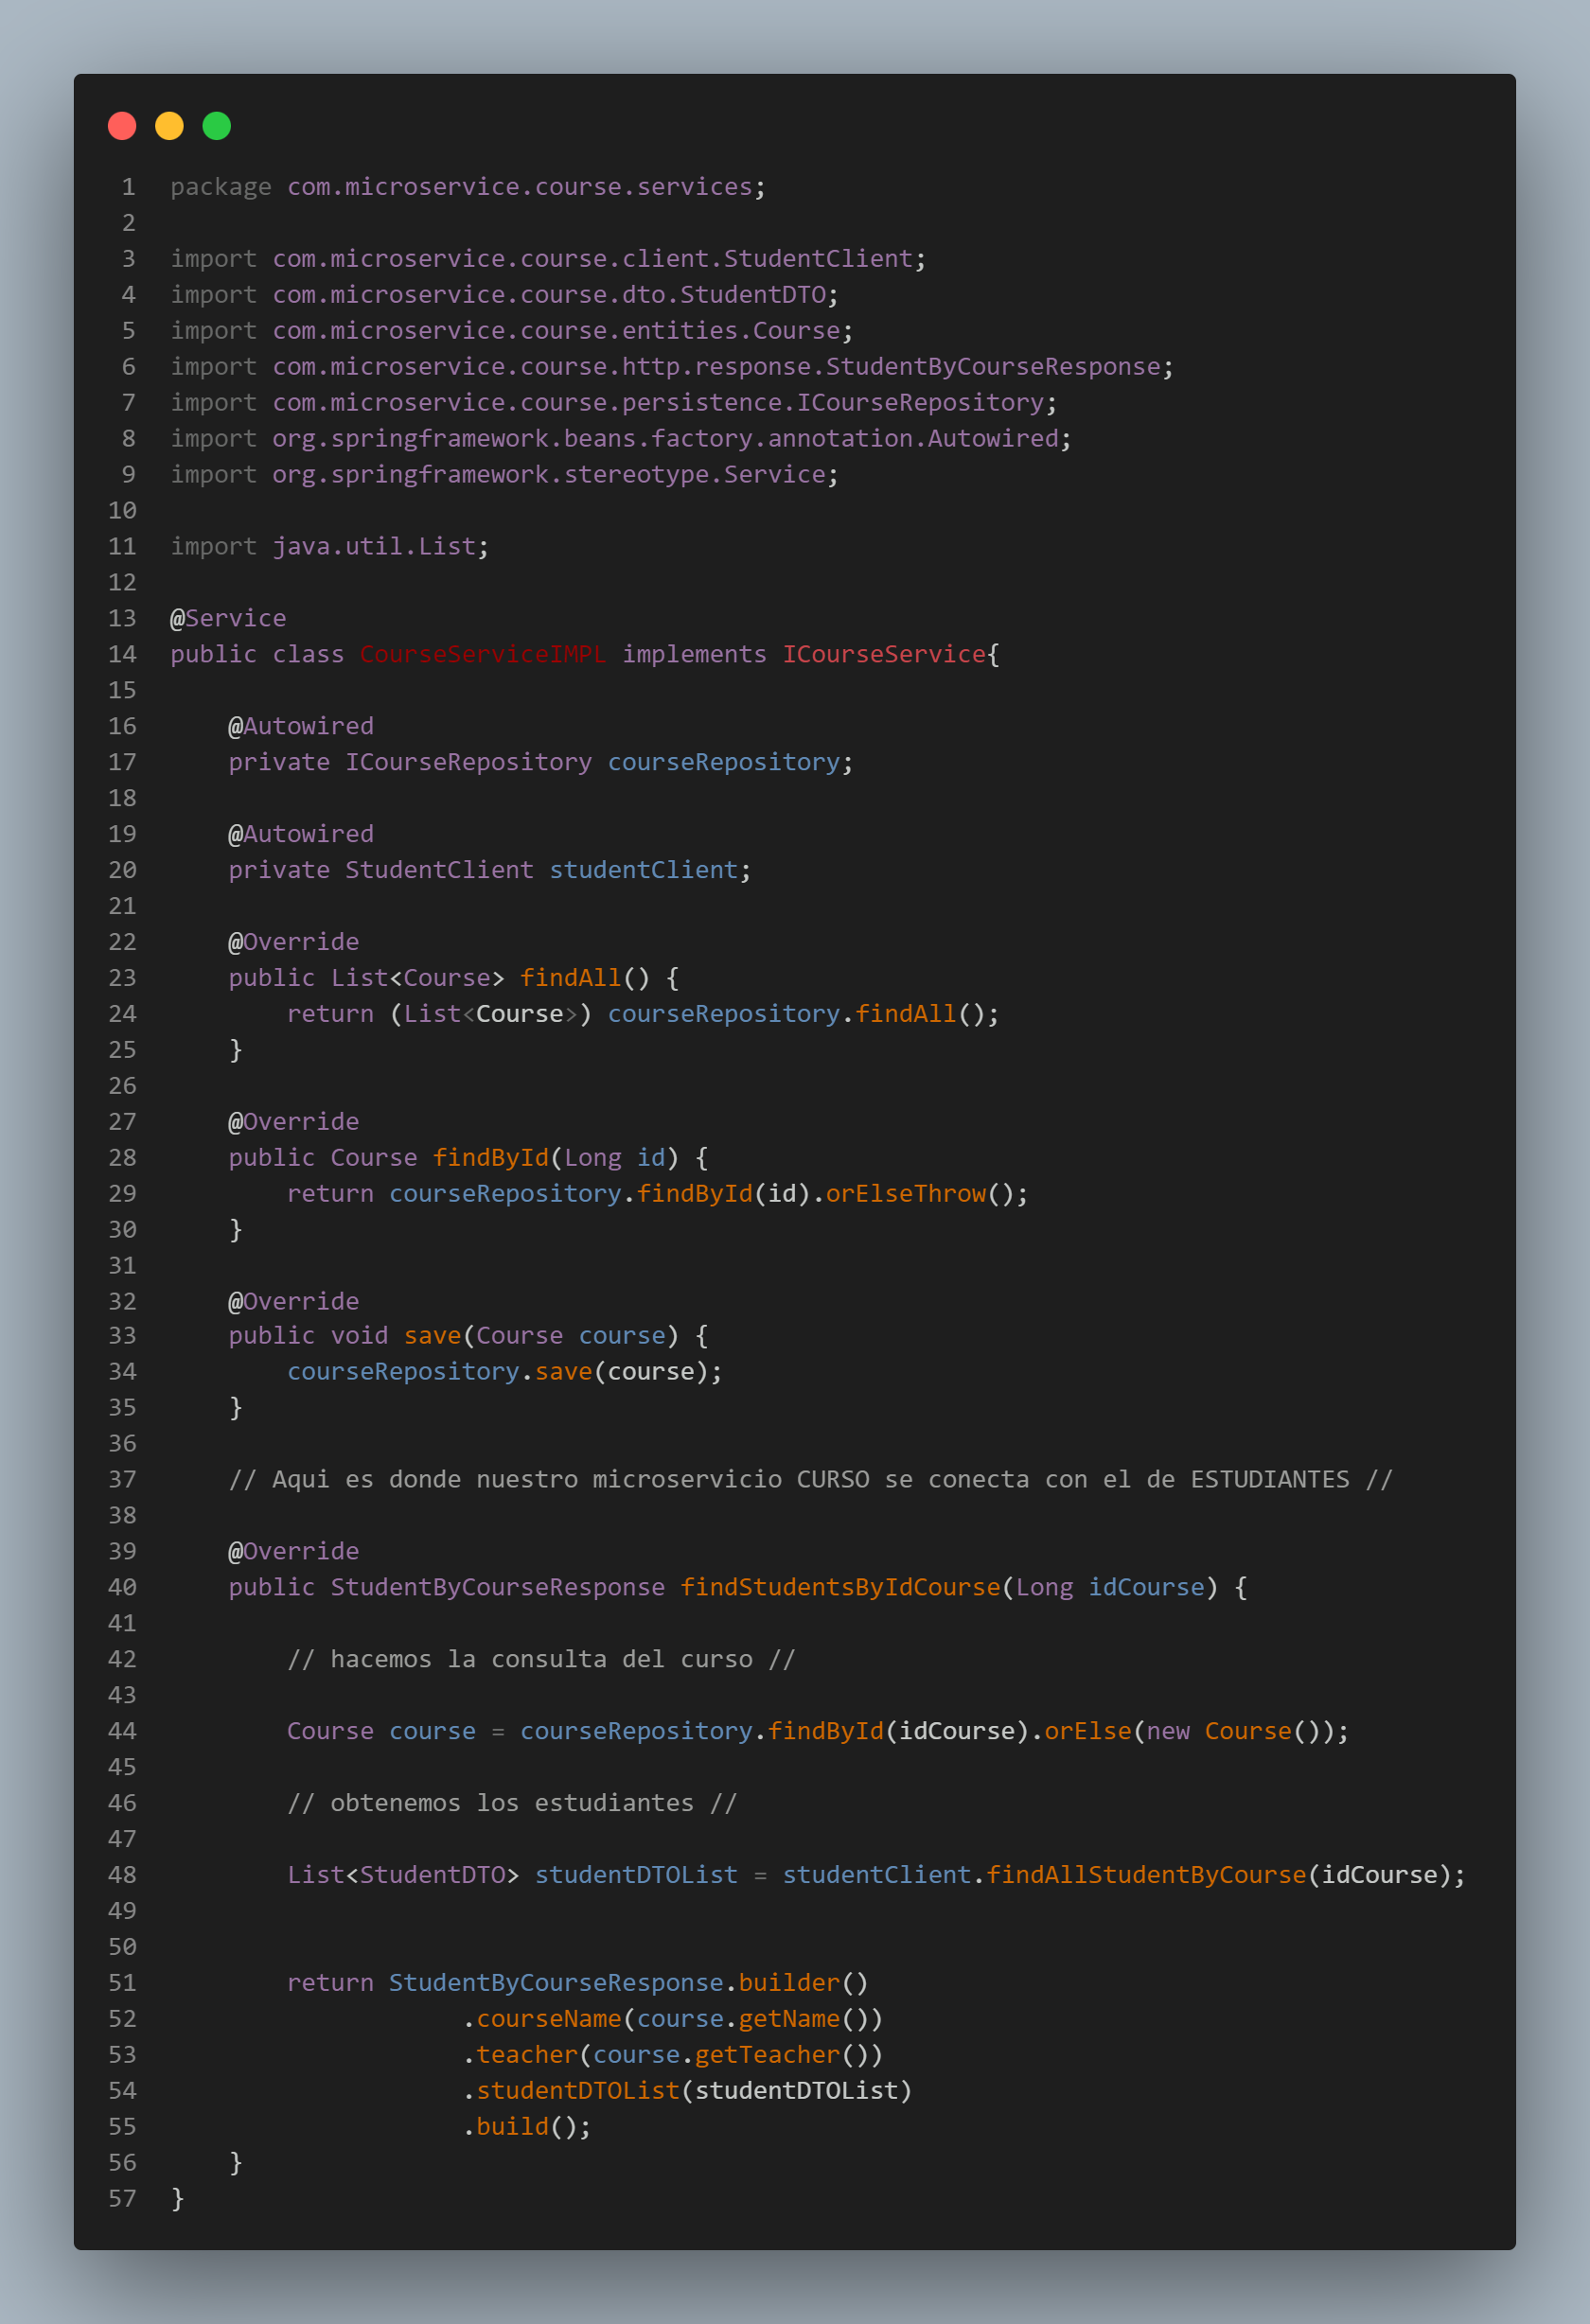 1 package com.microservice.course.services;
2
3 import com.microservice.course.client.StudentClient;
4 import com.microservice.course.dto.StudentDTO;
5 import com.microservice.course.entities.Course;
6 import com.microservice.course.http.response.StudentByCourseResponse;
7 import com.microservice.course.persistence.ICourseRepository;
8 import org.springframework.beans.factory.annotation.Autowired;
9 import org.springframework.stereotype.Service;
10
11 import java.util.List;
12
13 @Service
14 public class CourseServiceIMPL implements ICourseService{
15
16     @Autowired
17     private ICourseRepository courseRepository;
18
19     @Autowired
20     private StudentClient studentClient;
21
22     @Override
23     public List<Course> findAll() {
24         return (List<Course>) courseRepository.findAll();
25     }
26
27     @Override
28     public Course findById(Long id) {
29         return courseRepository.findById(id).orElseThrow();
30     }
31
32     @Override
33     public void save(Course course) {
34         courseRepository.save(course);
35     }
36
37     // Aqui es donde nuestro microservicio CURSO se conecta con el de ESTUDIANTES //
38
39     @Override
40     public StudentByCourseResponse findStudentsByIdCourse(Long idCourse) {
41
42         // hacemos la consulta del curso //
43
44         Course course = courseRepository.findById(idCourse).orElse(new Course());
45
46         // obtenemos los estudiantes //
47
48         List<StudentDTO> studentDTOList = studentClient.findAllStudentByCourse(idCourse);
49
50
51         return StudentByCourseResponse.builder()
52                     .courseName(course.getName())
53                     .teacher(course.getTeacher())
54                     .studentDTOList(studentDTOList)
55                     .build();
56     }
57 }